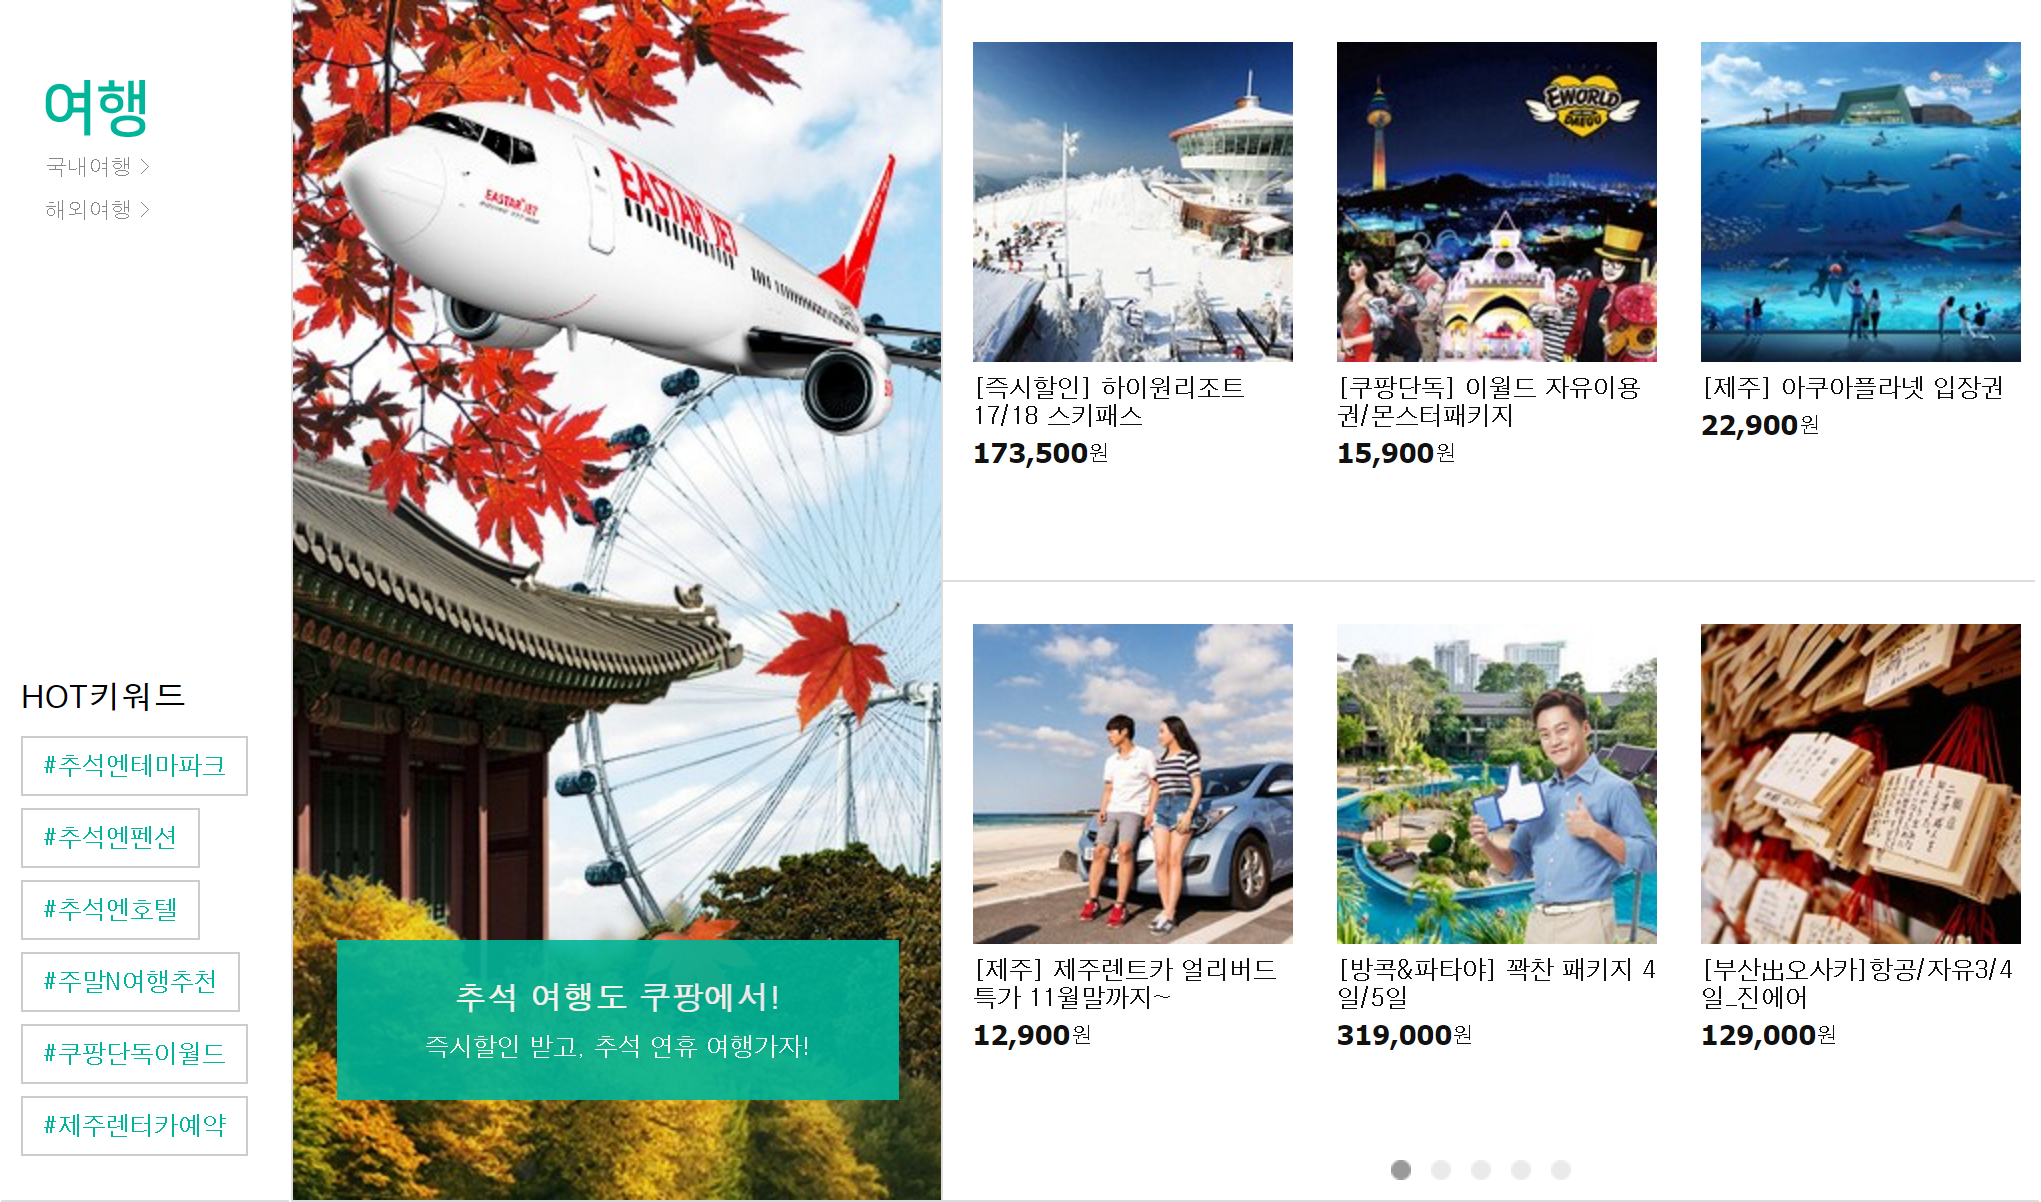 여행
국내여행 >
해외여행 >
HOT키워드
#추석엔테마파크
#추석엔펜션
#추석엔호텔
#주말N여행추천
#쿠팡단독이월드
#제주렌터카예약
EASTAR JET
EASTAR JET
추석 여행도 쿠팡에서!
즉시할인 받고, 추석 연휴 여행가자!
[즉시할인] 하이원리조트
17/18 스키패스
173,500원
EWORLD
DAEGU
[쿠팡단독] 이월드 자유이용
권/몬스터패키지
15,900원
[제주] 아쿠아플라넷 입장권
22,900원
[제주] 제주렌트카 얼리버드
특가 11월말까지~
12,900원
[방콕&파타야] 꽉찬 패키지 4
일/5일
319,000원
[부산出오사카]항공/자유3/4
일_진에어
129,000원